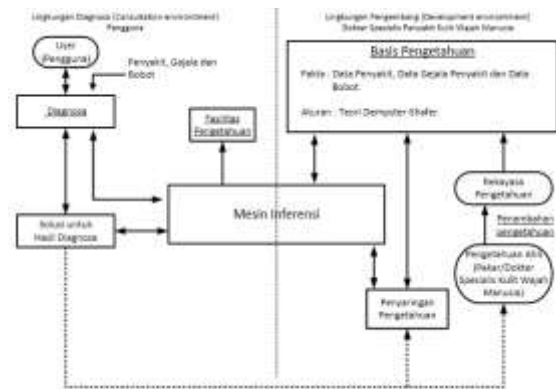 Lingkungan Diagnosa (Consultation environtment)
Pengguna
Lingkungan Pengembang (Development environtment)
Dokter Spesialis Penyakit Kulit Wajah Manusia
User
(Pengguna)
Penyakit, Gejala dan
Bobot
Diagnosa
Fasilitas
Pengetahuan
Basis Pengetahuan
Fakta : Data Penyakit, Data Gejala Penyakit dan Data
Bobot.
Aturan : Teori Dempster-Shafer.
Mesin Inferensi
Solusi untuk
Hasil Diagnosa
Rekayasa
Pengetahuan
Penambahan
pengetahuan
Pengetahuan Ahli
(Pakar/Dokter
Spesialis Kulit Wajah
Manusia)
Penyaringan
Pengetahuan